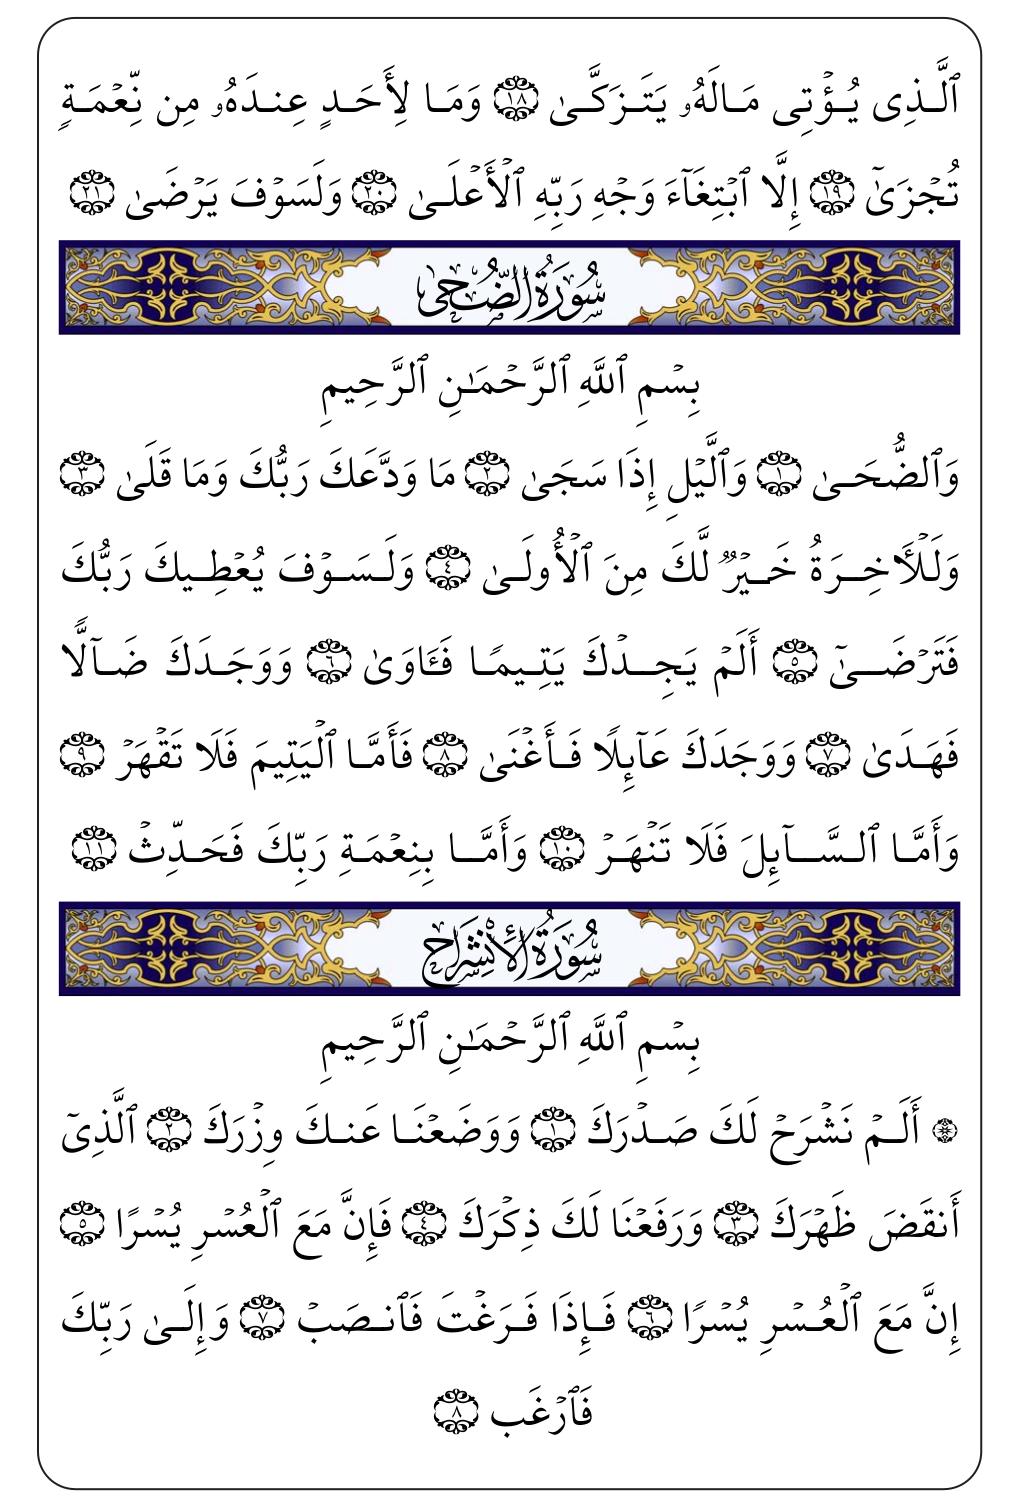 ٱلَّذِى يُؤْتِى مَالَهُۥ يَتَزَكَّىٰ ١٨ وَمَا لِأَحَدٍ عِندَهُۥ مِن نِّعْمَةٍ
تُجْزَىٰٓ ١٩ إِلَّا ٱبْتِغَآءَ وَجْهِ رَبِّهِ ٱلْأَعْلَىٰ ٢٠ وَلَسَوْفَ يَرْضَىٰ ٢١
سُورَةُ الضُّحَىٰ
بِسْمِ ٱللَّهِ ٱلرَّحْمَـٰنِ ٱلرَّحِيمِ
وَٱلضُّحَىٰ ١ وَٱلَّيْلِ إِذَا سَجَىٰ ٢ مَا وَدَّعَكَ رَبُّكَ وَمَا قَلَىٰ ٣
وَلَلْـَٔاخِرَةُ خَيْرٌ لَّكَ مِنَ ٱلْأُولَىٰ ٤ وَلَسَوْفَ يُعْطِيكَ رَبُّكَ
فَتَرْضَىٰٓ ٥ أَلَمْ يَجِدْكَ يَتِيمًا فَـَٔاوَىٰ ٦ وَوَجَدَكَ ضَآلًّا
فَهَدَىٰ ٧ وَوَجَدَكَ عَآئِلًا فَأَغْنَىٰ ٨ فَأَمَّا ٱلْيَتِيمَ فَلَا تَقْهَرْ ٩
وَأَمَّا ٱلسَّآئِلَ فَلَا تَنْهَرْ ١٠ وَأَمَّا بِنِعْمَةِ رَبِّكَ فَحَدِّثْ ١١
سُورَةُ الْإِنْشِرَاح
بِسْمِ ٱللَّهِ ٱلرَّحْمَـٰنِ ٱلرَّحِيمِ
۞ أَلَمْ نَشْرَحْ لَكَ صَدْرَكَ ١ وَوَضَعْنَا عَنكَ وِزْرَكَ ٢ ٱلَّذِىٓ
أَنقَضَ ظَهْرَكَ ٣ وَرَفَعْنَا لَكَ ذِكْرَكَ ٤ فَإِنَّ مَعَ ٱلْعُسْرِ يُسْرًا ٥
إِنَّ مَعَ ٱلْعُسْرِ يُسْرًا ٦ فَإِذَا فَرَغْتَ فَٱنصَبْ ٧ وَإِلَىٰ رَبِّكَ
فَٱرْغَب ٨